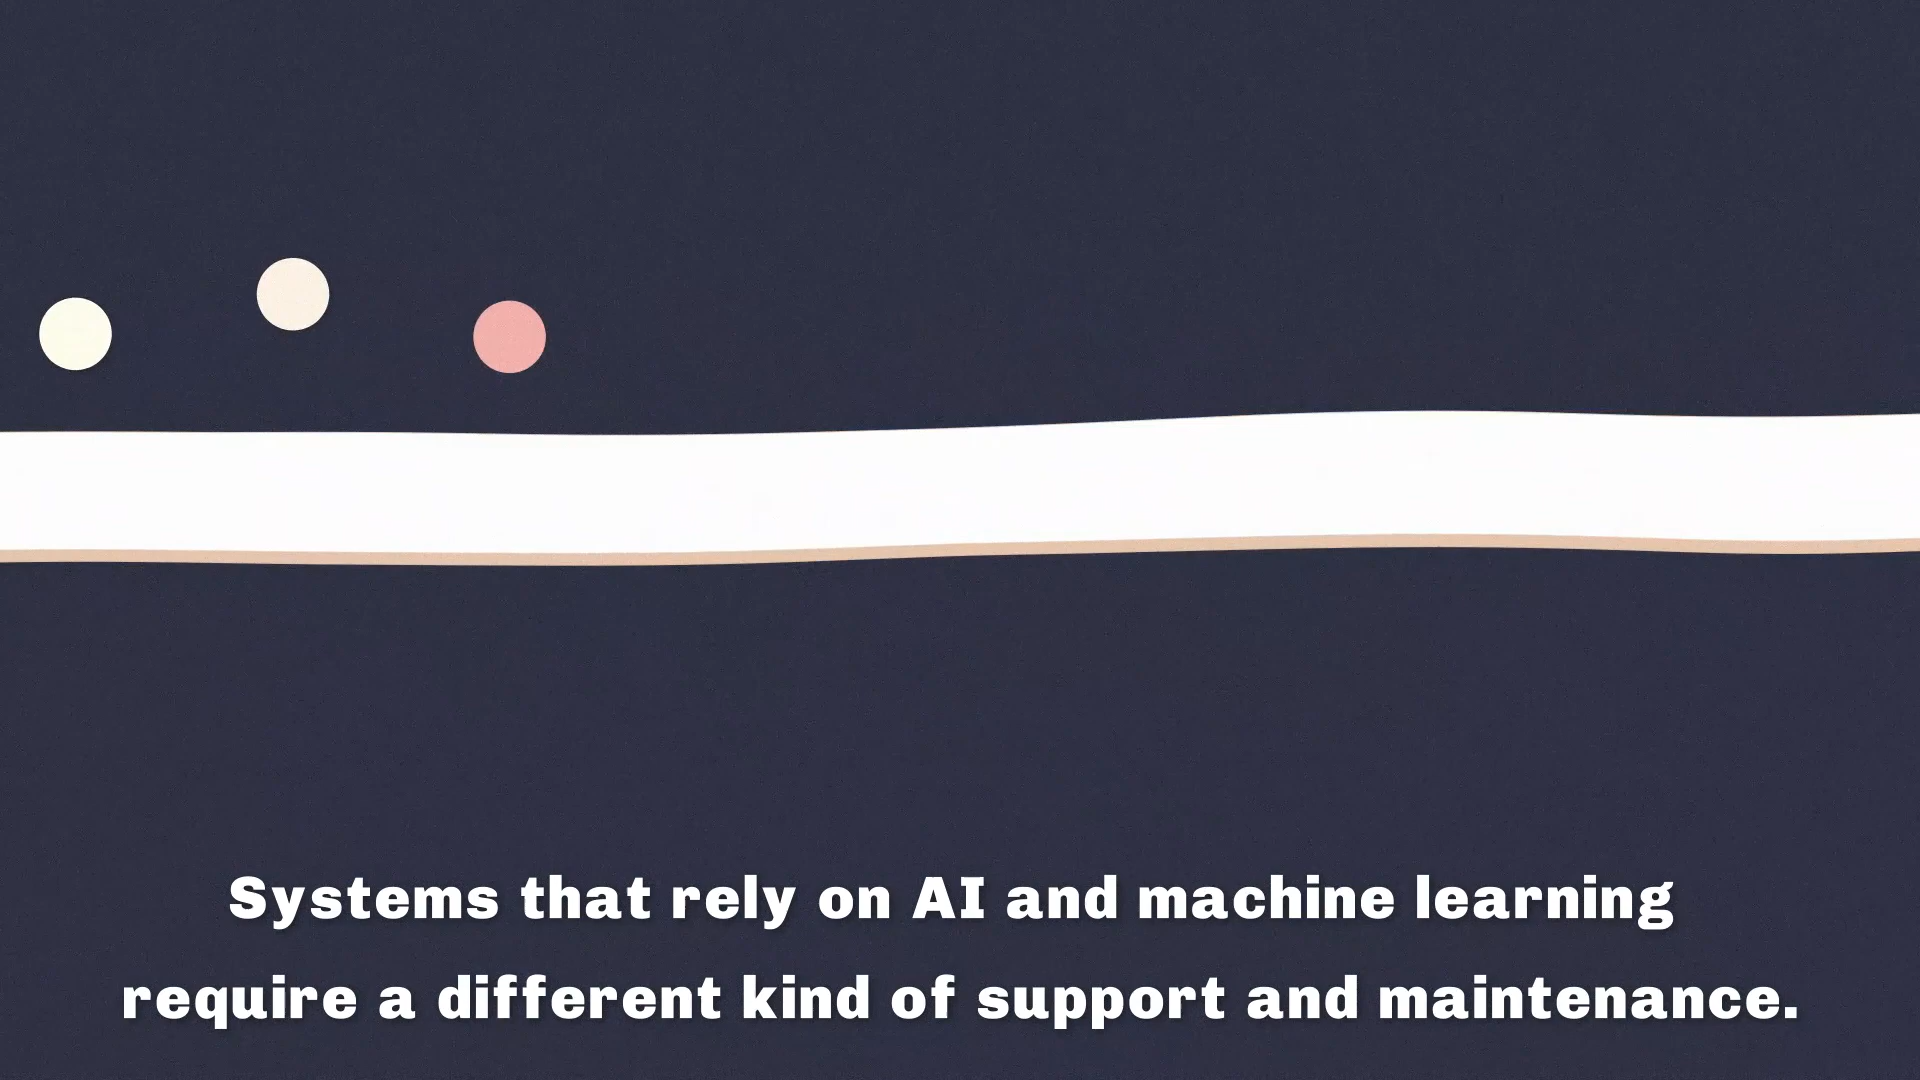 Systems that rely on AI and machine learning
require a different kind of support and maintenance.